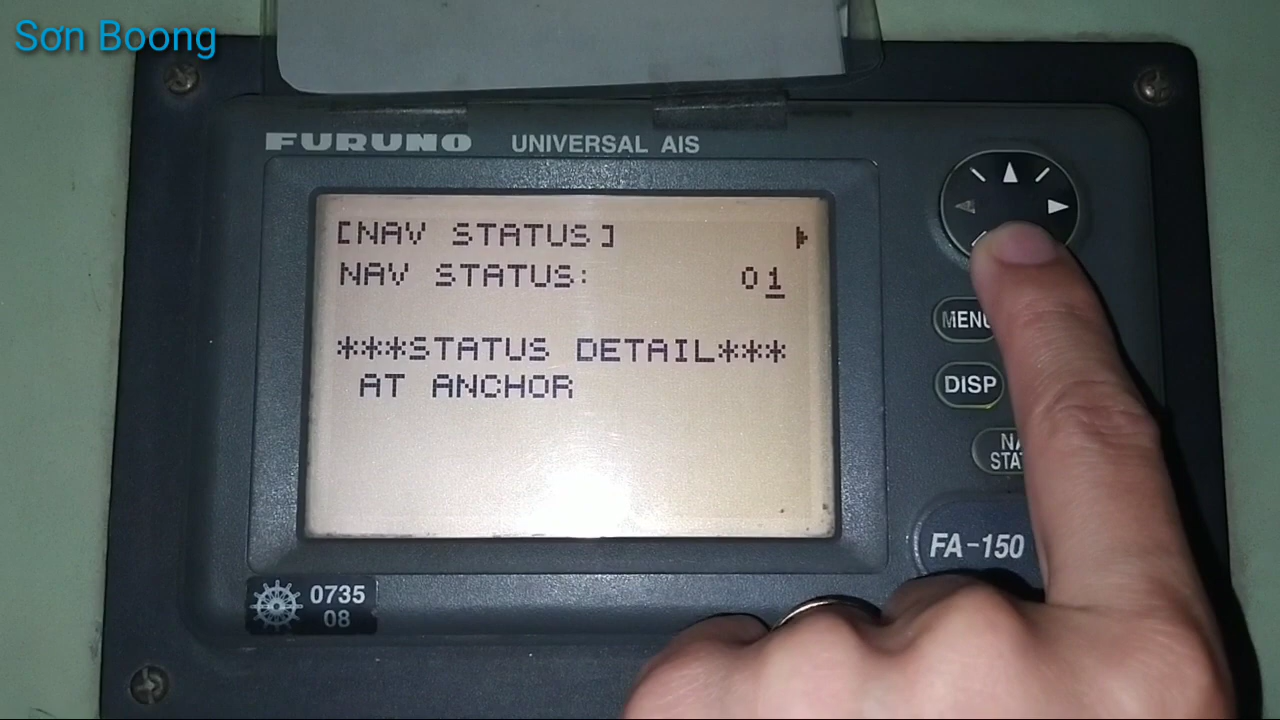 Sơn Boong
FURUNO UNIVERSAL AIS
[NAV STATUS]
NAV STATUS: 01
***STATUS DETAIL***
AT ANCHOR
MENU
DISP
FA-150
0735
08